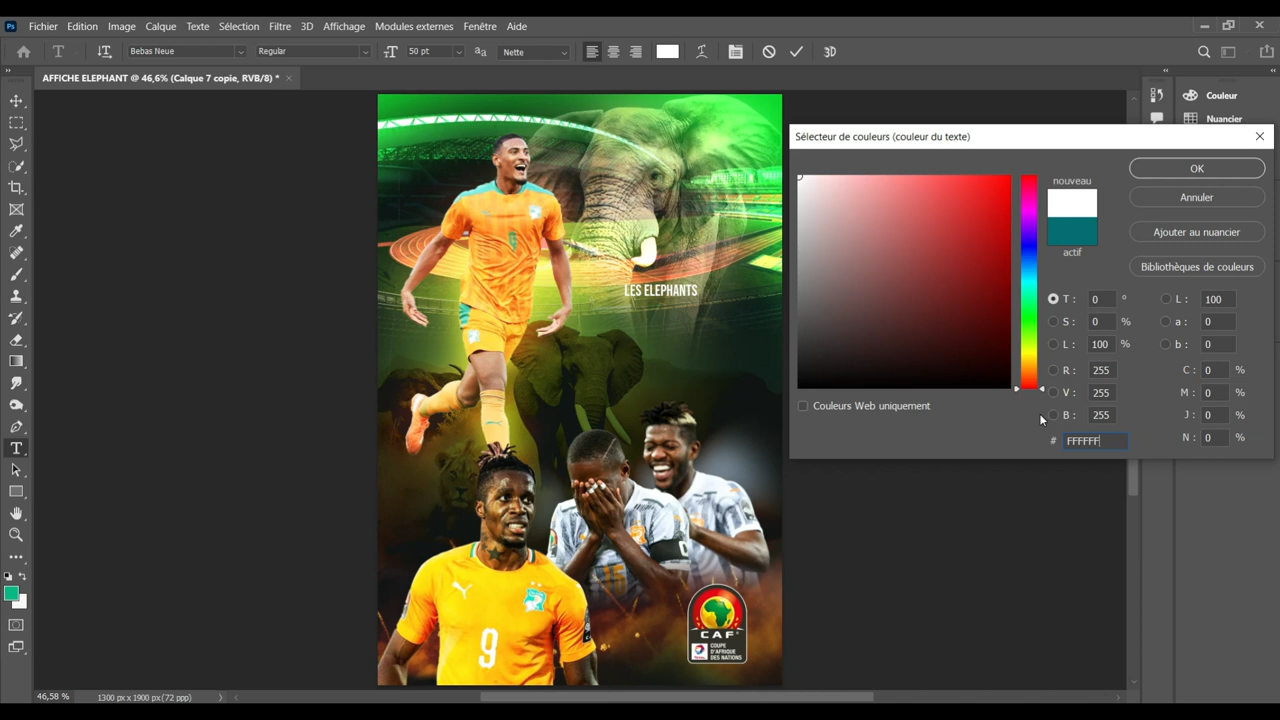 Ps Fichier Edition Image Calque Texte Sélection Filtre 3D Affichage Modules externes Fenêtre Aide
T Bebas Neue Regular 50 pt aa Nette 3D
AFFICHE ELEPHANT @ 46,6% (Calque 7 copie, RVB/8) *
Couleur
Nuancier
Sélecteur de couleurs (couleur du texte)
nouveau
actif
OK
Annuler
Ajouter au nuancier
Bibliothèques de couleurs
T : 0 ° L : 100
S : 0 % a : 0
L : 100 % b : 0
R : 255 C : 0 %
V : 255 M : 0 %
B : 255 J : 0 %
# FFFFFF N : 0 %
Couleurs Web uniquement
LES ELEPHANTS
9
CAF
COUPE
D'AFRIQUE
DES NATIONS
46,58 % 1300 px x 1900 px (72 ppp)